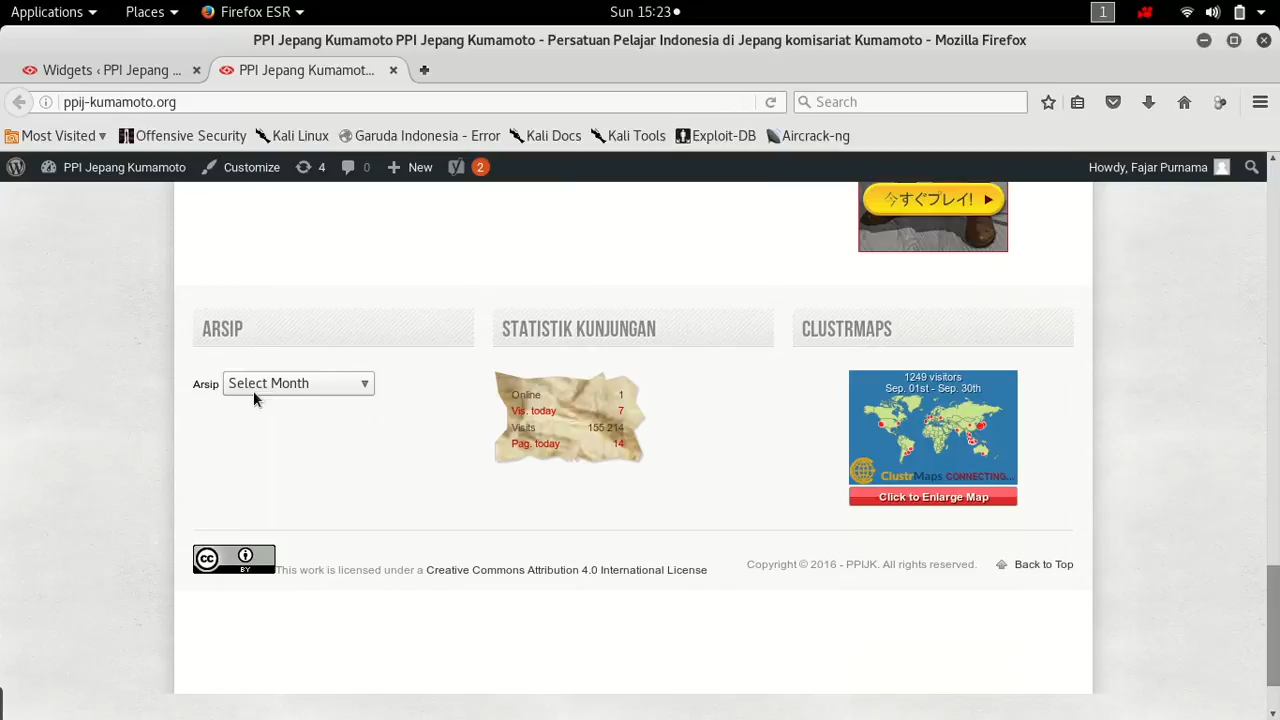 Applications Places Firefox ESR Sun 15:23 1
PPI Jepang Kumamoto PPI Jepang Kumamoto - Persatuan Pelajar Indonesia di Jepang komisariat Kumamoto - Mozilla Firefox
Widgets ‹ PPI Jepang ... PPI Jepang Kumamot...
ppij-kumamoto.org Search
Most Visited Offensive Security Kali Linux Garuda Indonesia - Error Kali Docs Kali Tools Exploit-DB Aircrack-ng
PPI Jepang Kumamoto Customize 4 0 New 2 Howdy, Fajar Purnama
今すぐプレイ!
ARSIP STATISTIK KUNJUNGAN CLUSTRMAPS
Arsip Select Month
Online 1
Vis. today 7
Visits 155 214
Pag. today 14
1249 visitors
Sep. 01st - Sep. 30th
ClustrMaps CONNECTING...
Click to Enlarge Map
cc BY This work is licensed under a Creative Commons Attribution 4.0 International License
Copyright © 2016 - PPIJK. All rights reserved. Back to Top